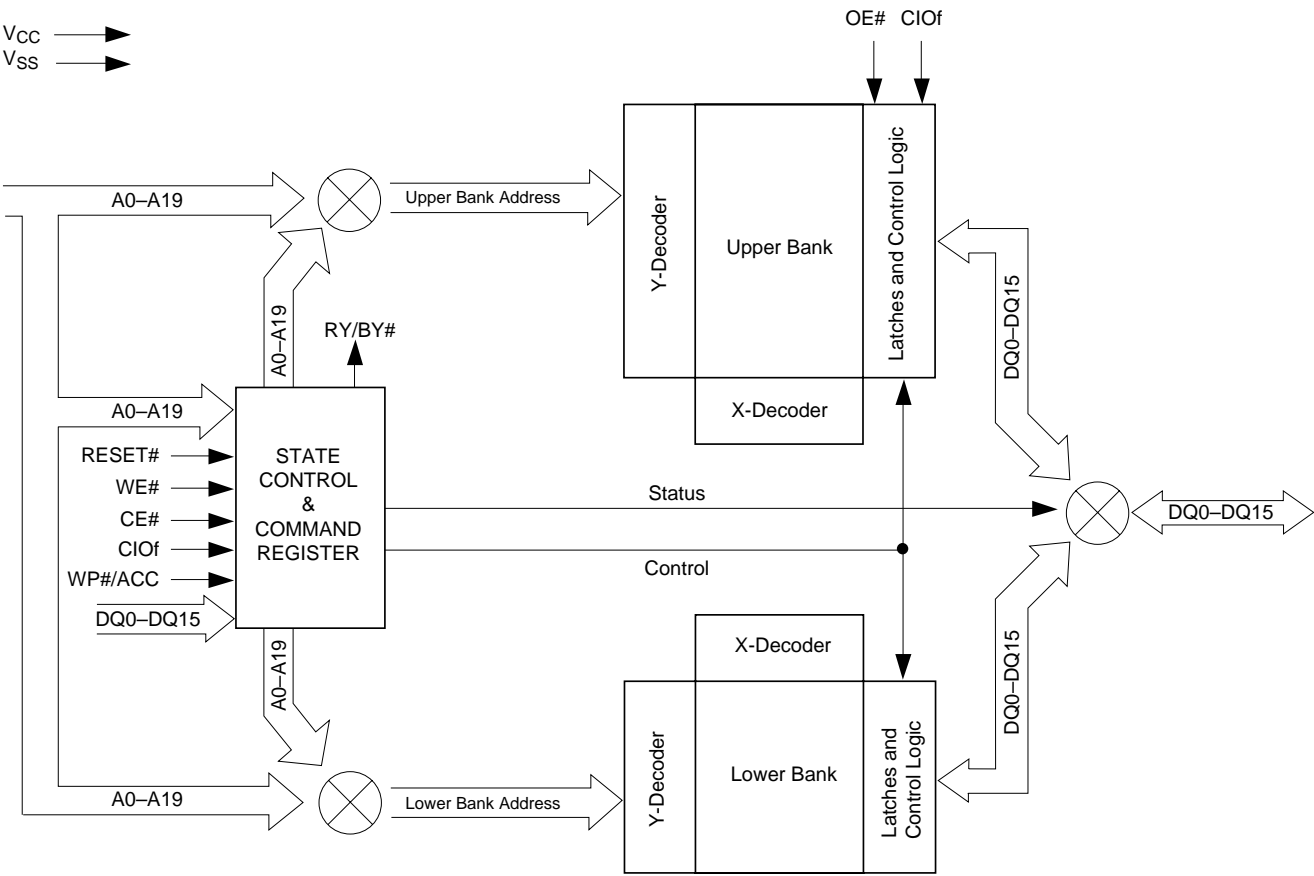 OE# CIOf
VCC
VSS
A0–A19
Upper Bank Address
Y-Decoder
Upper Bank
Latches and Control Logic
DQ0–DQ15
A0–A19
RY/BY#
X-Decoder
A0–A19
RESET#
WE#
CE#
CIOf
WP#/ACC
DQ0–DQ15
STATE
CONTROL
&
COMMAND
REGISTER
Status
Control
DQ0–DQ15
A0–A19
X-Decoder
DQ0–DQ15
Y-Decoder
Lower Bank
Latches and
Control Logic
A0–A19
Lower Bank Address